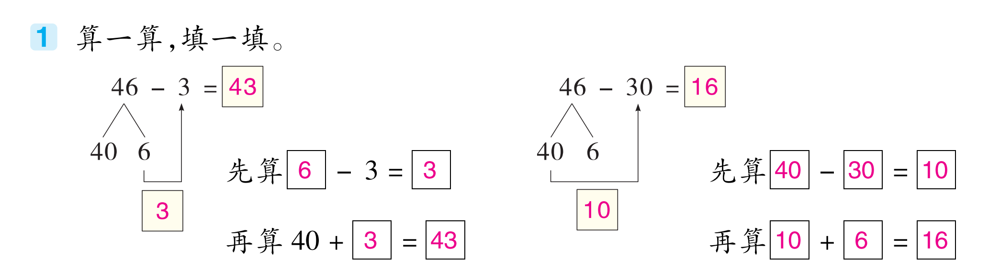 1 算一算,填一填。
46 − 3 = 43
40 6
3
先算 6 − 3 = 3
再算 40 + 3 = 43
46 − 30 = 16
40 6
10
先算 40 − 30 = 10
再算 10 + 6 = 16